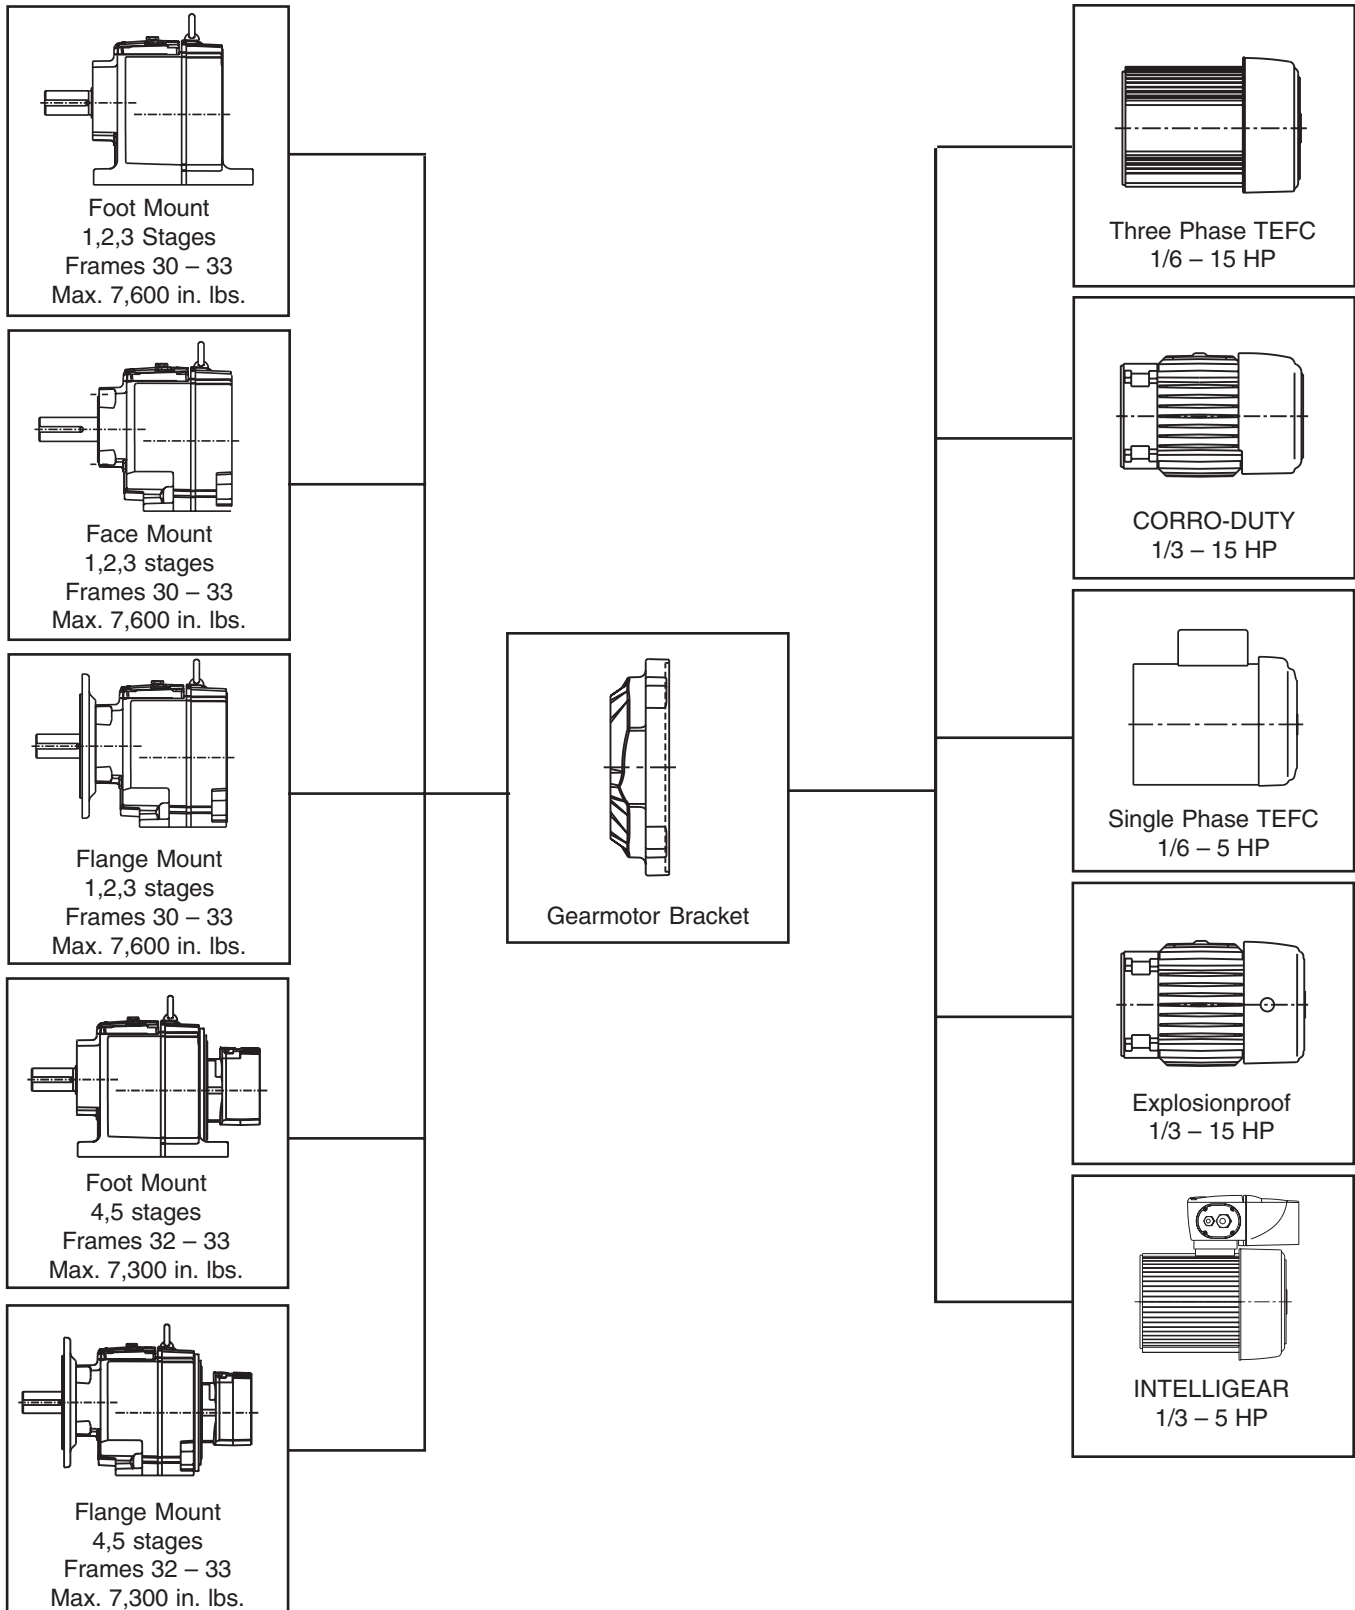 Foot Mount
1,2,3 Stages
Frames 30 – 33
Max. 7,600 in. lbs.
Face Mount
1,2,3 stages
Frames 30 – 33
Max. 7,600 in. lbs.
Flange Mount
1,2,3 stages
Frames 30 – 33
Max. 7,600 in. lbs.
Foot Mount
4,5 stages
Frames 32 – 33
Max. 7,300 in. lbs.
Flange Mount
4,5 stages
Frames 32 – 33
Max. 7,300 in. lbs.
Gearmotor Bracket
Three Phase TEFC
1/6 – 15 HP
CORRO-DUTY
1/3 – 15 HP
Single Phase TEFC
1/6 – 5 HP
Explosionproof
1/3 – 15 HP
INTELLIGEAR
1/3 – 5 HP